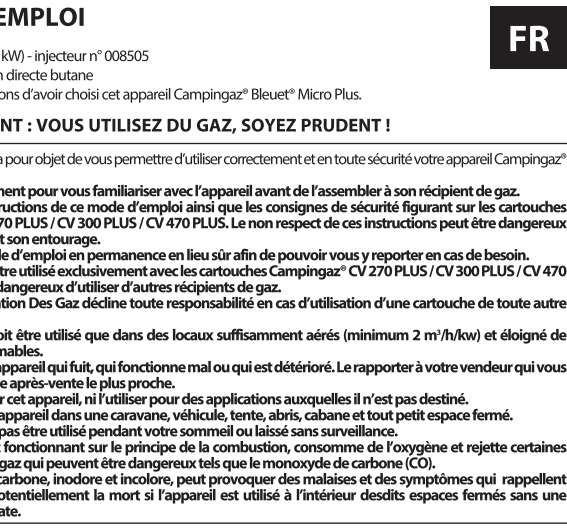 EMPLOI
FR
kW) - injecteur n° 008505
directe butane
ons d’avoir choisi cet appareil Campingaz® Bleuet® Micro Plus.
NT : VOUS UTILISEZ DU GAZ, SOYEZ PRUDENT !
a pour objet de vous permettre d’utiliser correctement et en toute sécurité votre appareil Campingaz®
ment pour vous familiariser avec l’appareil avant de l’assembler à son récipient de gaz.
tructions de ce mode d’emploi ainsi que les consignes de sécurité figurant sur les cartouches
70 PLUS / CV 300 PLUS / CV 470 PLUS. Le non respect de ces instructions peut être dangereux
t son entourage.
de d’emploi en permanence en lieu sûr afin de pouvoir vous y reporter en cas de besoin.
tre utilisé exclusivement avec les cartouches Campingaz® CV 270 PLUS / CV 300 PLUS / CV 470
dangereux d’utiliser d’autres récipients de gaz.
ation Des Gaz décline toute responsabilité en cas d’utilisation d’une cartouche de toute autre
oit être utilisé que dans des locaux suffisamment aérés (minimum 2 m³/h/kw) et éloigné de
mables.
appareil qui fuit, qui fonctionne mal ou qui est détérioré. Le rapporter à votre vendeur qui vous
e après-vente le plus proche.
r cet appareil, ni l’utiliser pour des applications auxquelles il n’est pas destiné.
appareil dans une caravane, véhicule, tente, abris, cabane et tout petit espace fermé.
pas être utilisé pendant votre sommeil ou laissé sans surveillance.
fonctionnant sur le principe de la combustion, consomme de l’oxygène et rejette certaines
gaz qui peuvent être dangereux tels que le monoxyde de carbone (CO).
carbone, inodore et incolore, peut provoquer des malaises et des symptômes qui rappellent
otentiellement la mort si l’appareil est utilisé à l’intérieur desdits espaces fermés sans une
ate.